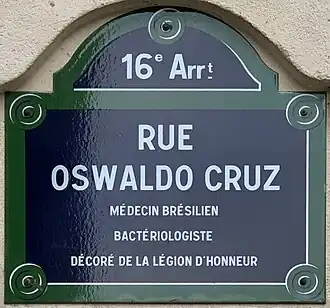 16e Arrt
RUE
OSWALDO CRUZ
MÉDECIN BRÉSILIEN
BACTÉRIOLOGISTE
DÉCORÉ DE LA LÉGION D'HONNEUR